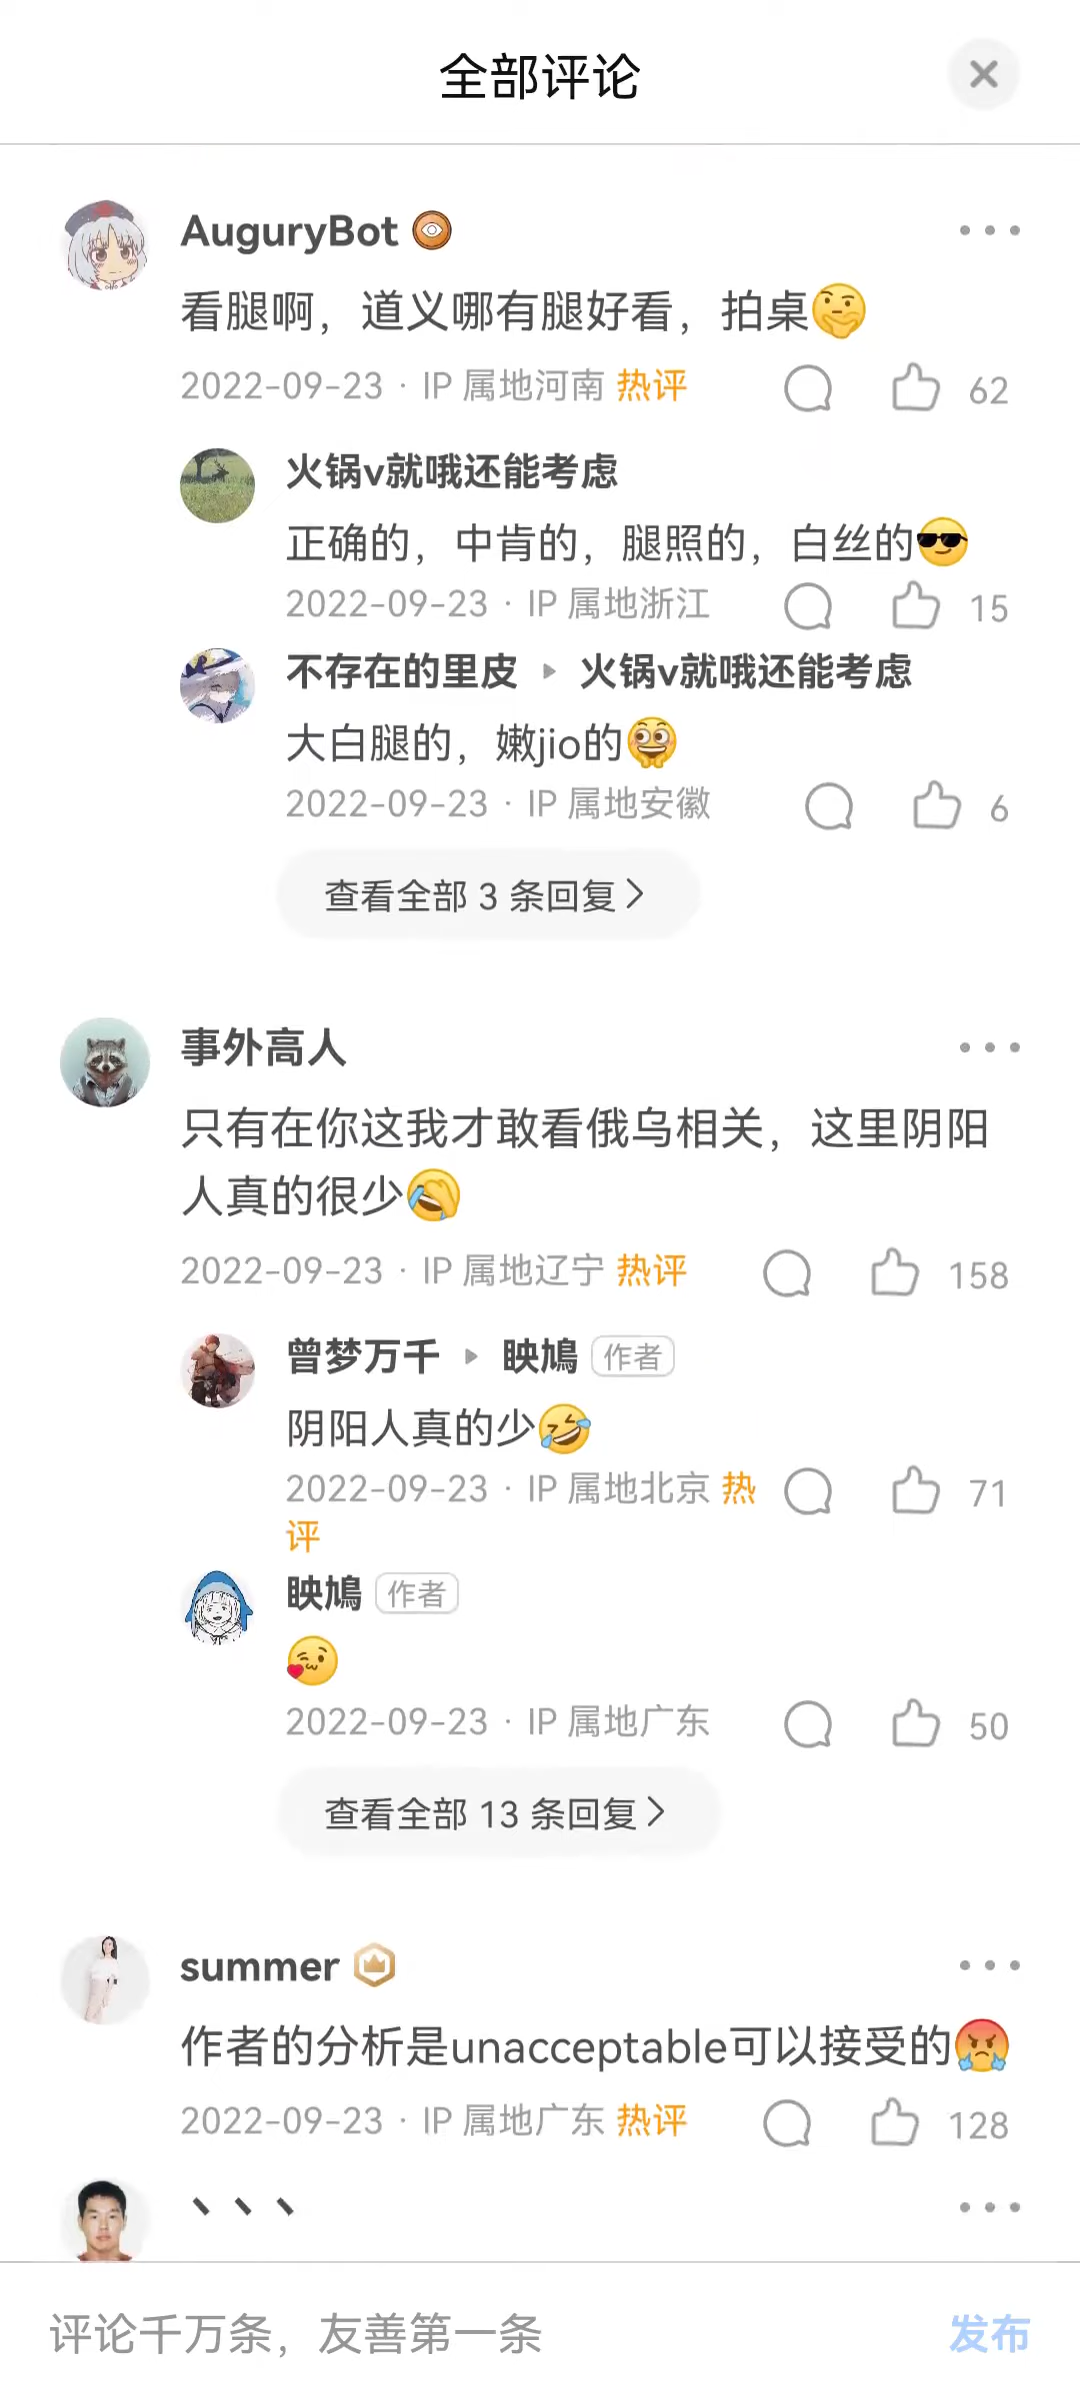 全部评论
AuguryBot
看腿啊，道义哪有腿好看，拍桌
2022-09-23 · IP 属地河南 热评 62
火锅v就哦还能考虑
正确的，中肯的，腿照的，白丝的
2022-09-23 · IP 属地浙江 15
不存在的里皮 ▸ 火锅v就哦还能考虑
大白腿的，嫩jio的
2022-09-23 · IP 属地安徽 6
查看全部 3 条回复 >
事外高人
只有在你这我才敢看俄乌相关，这里阴阳
人真的很少
2022-09-23 · IP 属地辽宁 热评 158
曾梦万千 ▸ 映鳩 作者
阴阳人真的少
2022-09-23 · IP 属地北京 热 71
评
映鳩 作者
2022-09-23 · IP 属地广东 50
查看全部 13 条回复 >
summer
作者的分析是unacceptable可以接受的
2022-09-23 · IP 属地广东 热评 128
、、、
评论千万条，友善第一条 发布